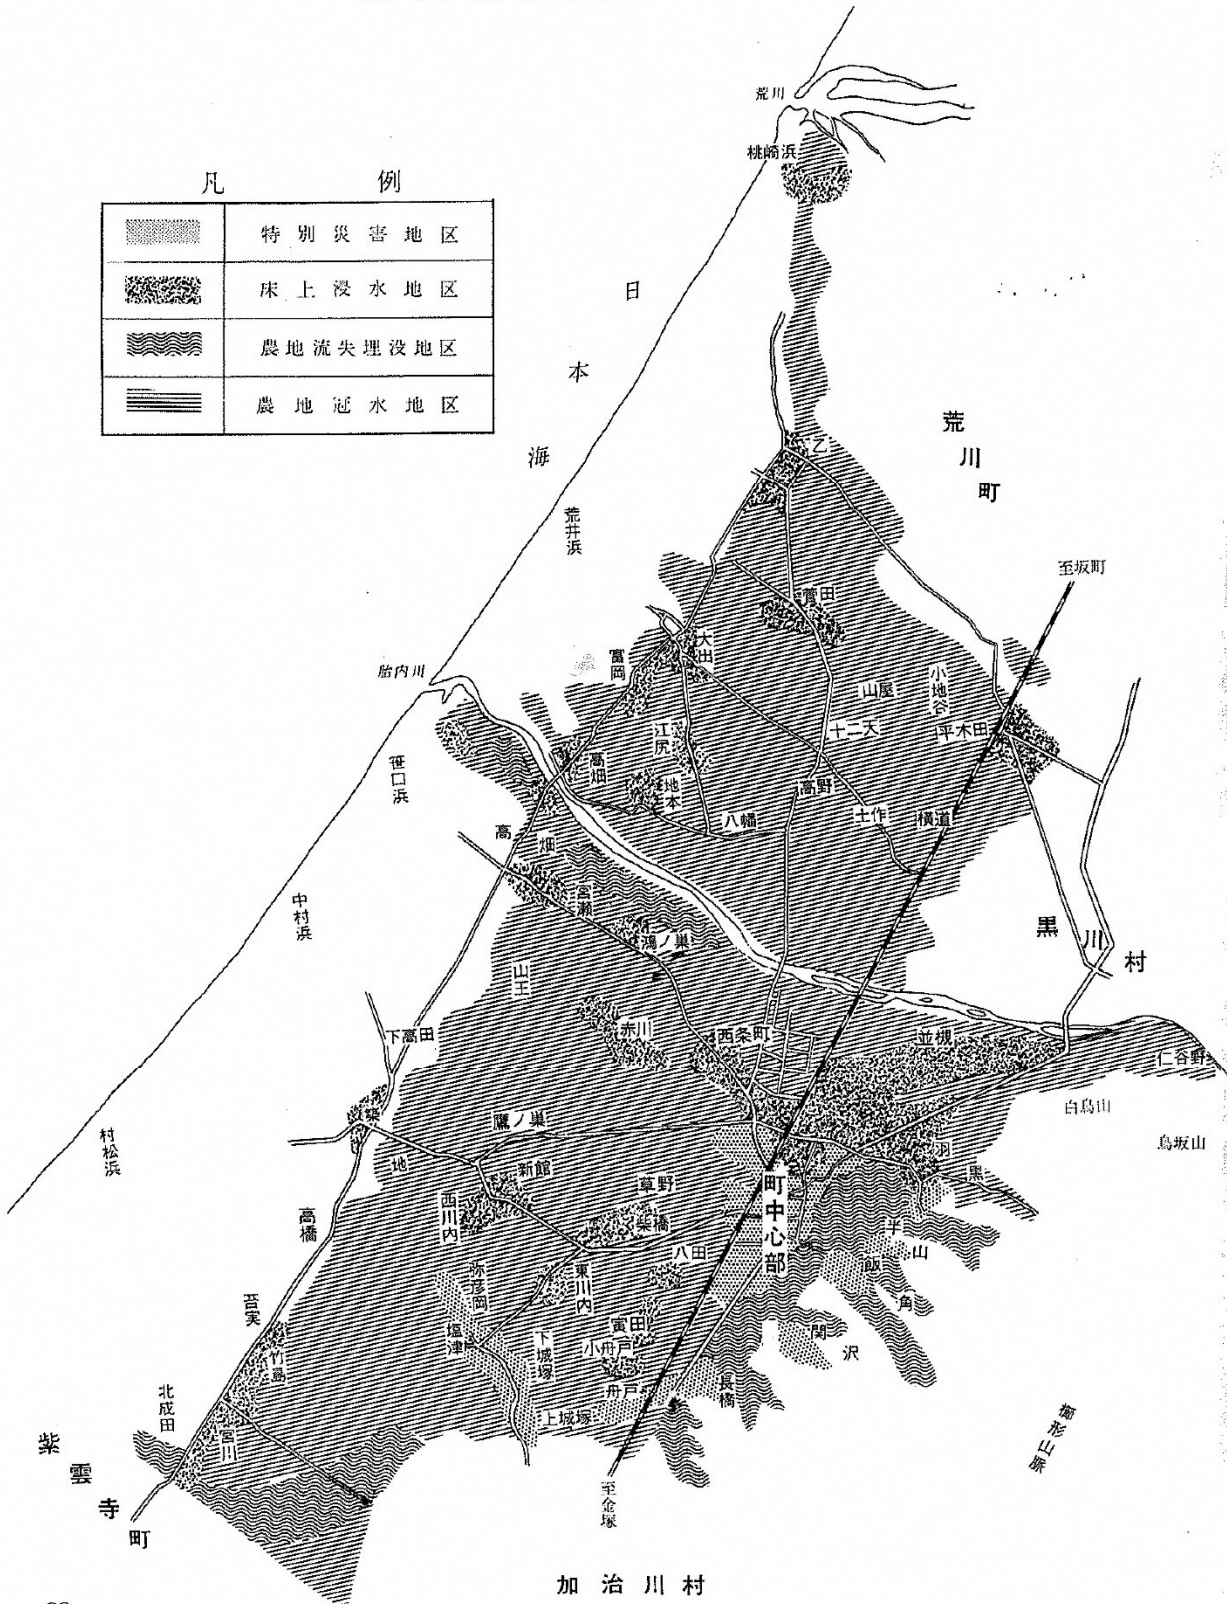 凡例
特別災害地区
床上浸水地区
農地流失埋没地区
農地冠水地区
荒川
桃崎浜
日本海
乙
荒川町
荒井浜
至坂町
菅田
大出
富岡
胎内川
山屋
小地谷
十二天
平木田
江尻
高畑
地本
笹口浜
高野
八幡
土作
横道
高畑
宮瀬
中村浜
鴻ノ巣
黒川村
山王
下高田
赤川
西条町
並槻
仁谷野
白鳥山
鳥坂山
築地
鷹ノ巣
村松浜
羽黒
新館
草野
西川内
柴橋
町中心部
高橋
半山
八田
飯角
弥彦岡
東川内
苔実
塩津
寅田
関沢
下城塚
小舟戸
竹島
舟戸
長橋
北成田
上城塚
宮川
櫛形山脈
紫雲寺町
至金塚
加治川村